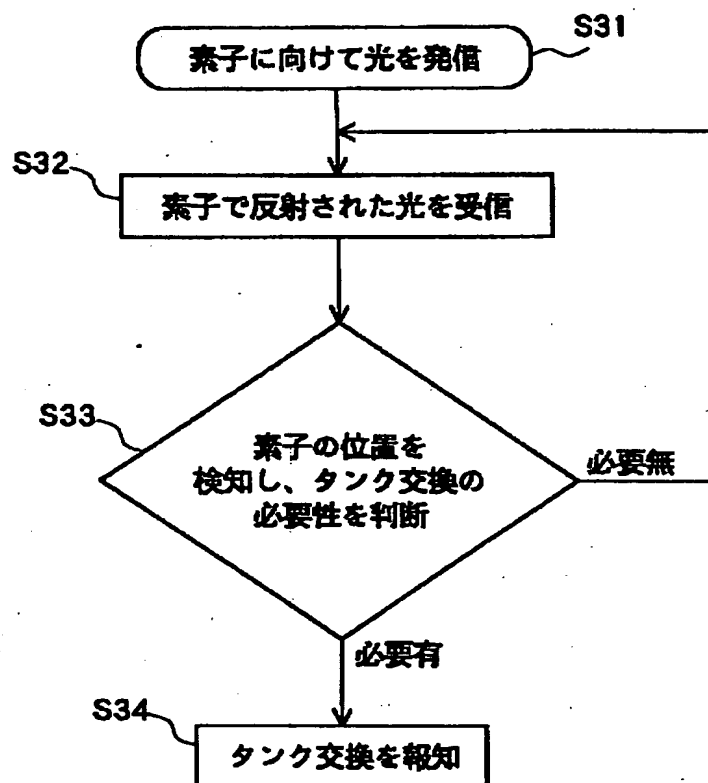 S31
素子に向けて光を発信
S32
素子で反射された光を受信
S33
素子の位置を
検知し、タンク交換の
必要性を判断
必要無
必要有
S34
タンク交換を報知